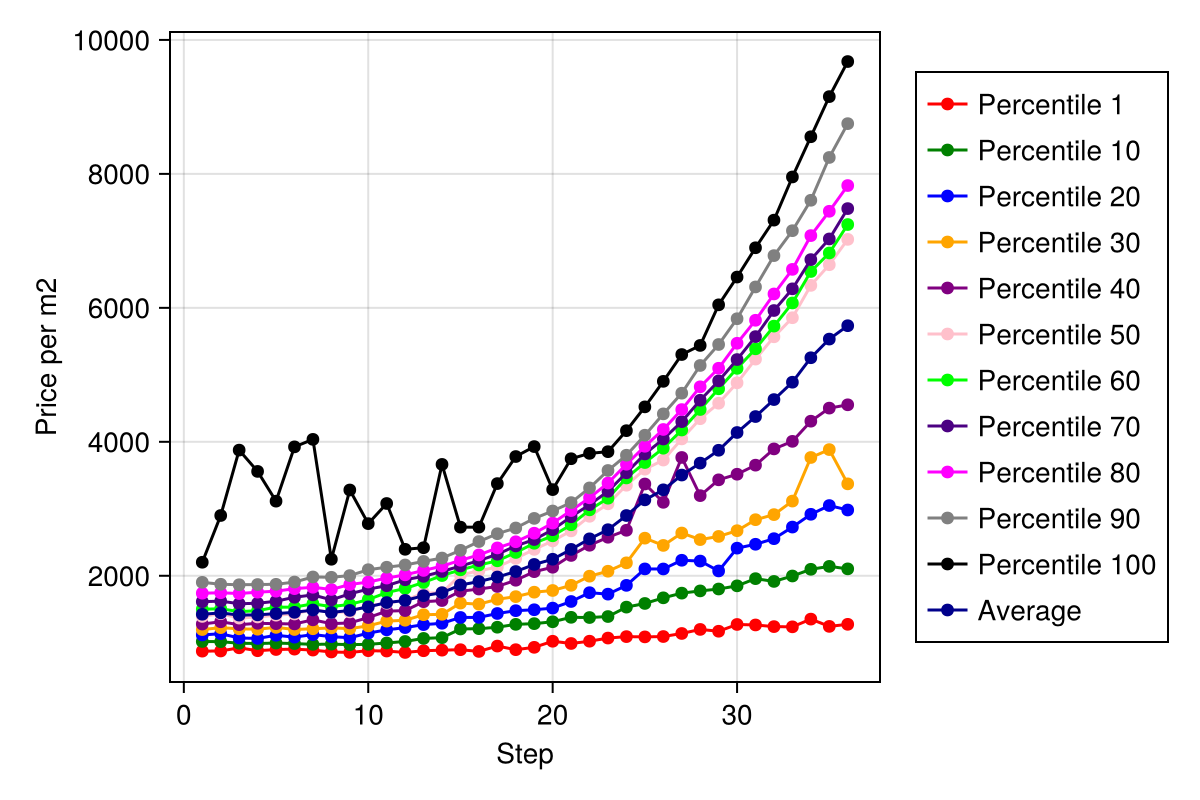 10000
8000
6000
4000
2000
Price per m2
0 10 20 30
Step
Percentile 1
Percentile 10
Percentile 20
Percentile 30
Percentile 40
Percentile 50
Percentile 60
Percentile 70
Percentile 80
Percentile 90
Percentile 100
Average